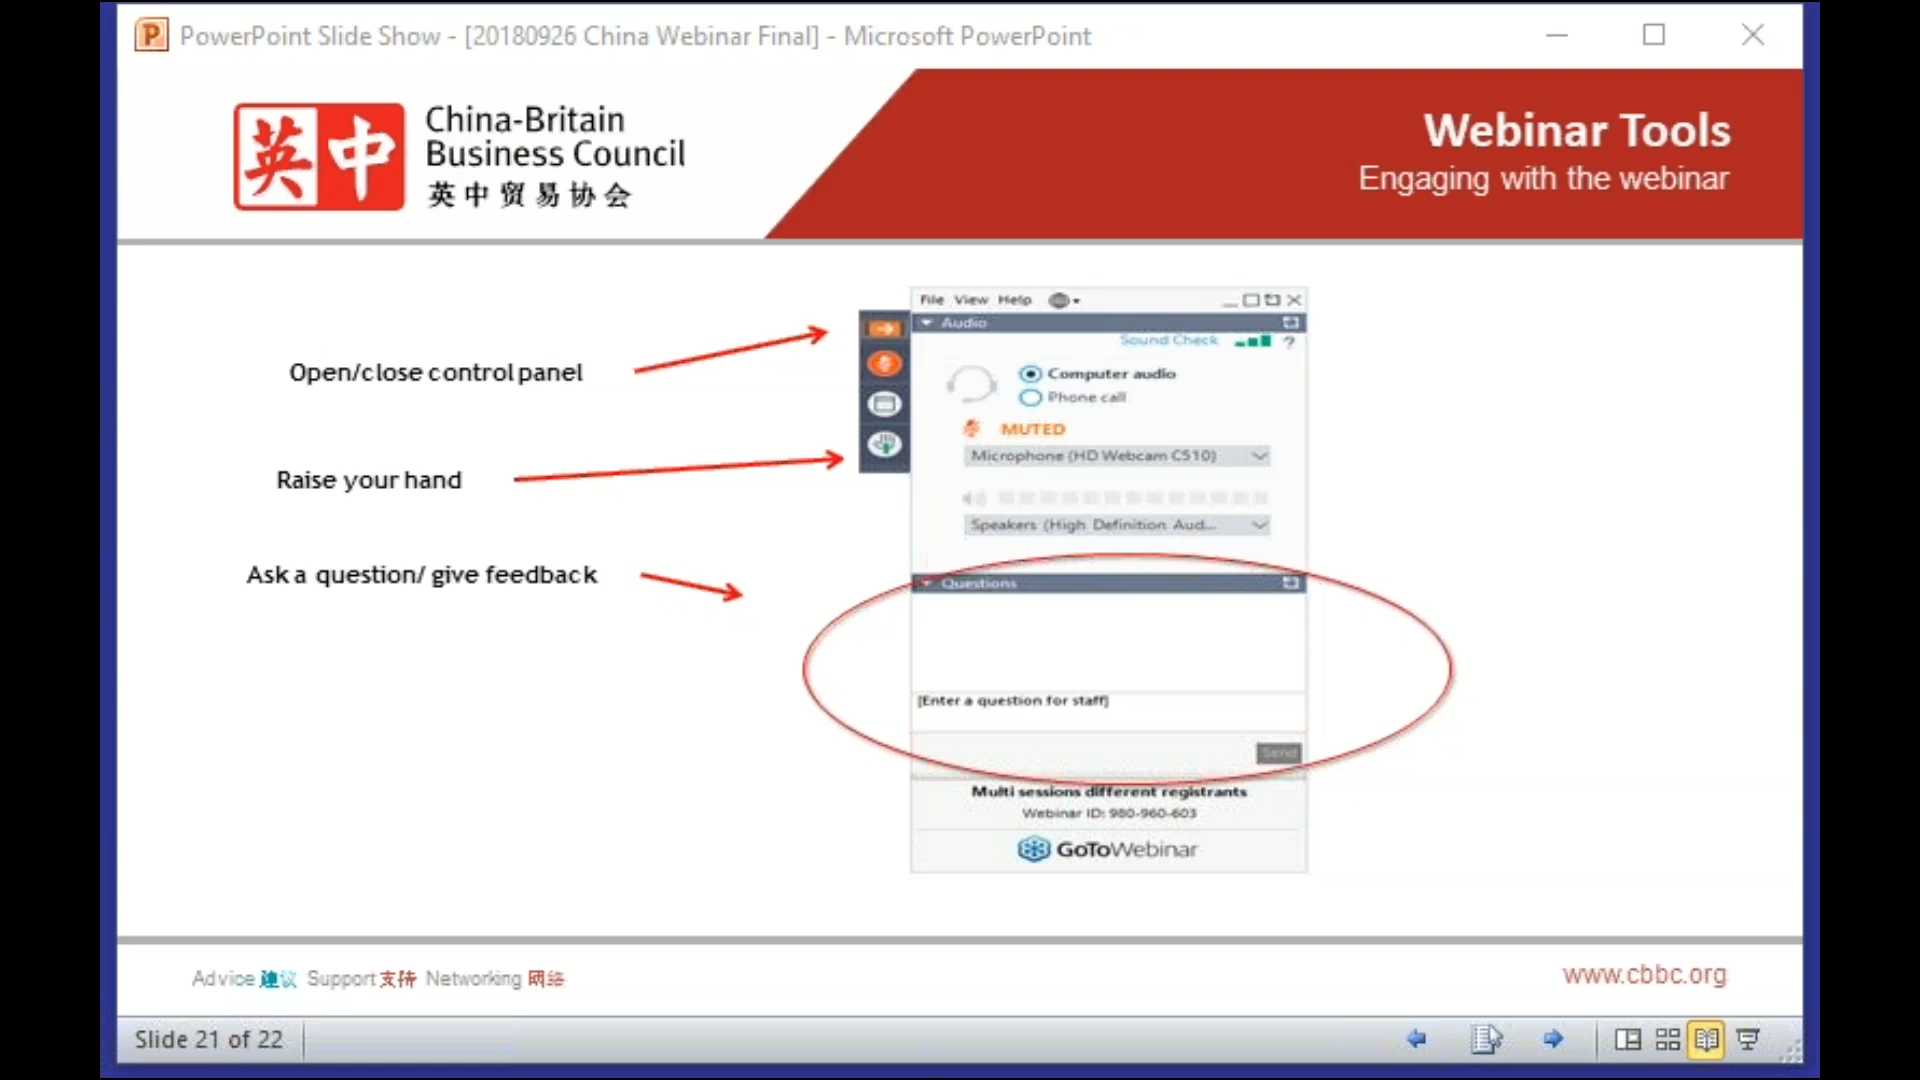 PowerPoint Slide Show - [20180926 China Webinar Final] - Microsoft PowerPoint
英中
China-Britain
Business Council
英中贸易协会
Webinar Tools
Engaging with the webinar
File View Help
Audio
Sound Check ?
Open/close control panel
Computer audio
Phone call
MUTED
Microphone (HD Webcam C510)
Raise your hand
Speakers (High Definition Aud...
Ask a question/ give feedback
Questions
[Enter a question for staff]
Send
Multi sessions different registrants
Webinar ID: 980-960-603
GoToWebinar
Advice 建议 Support 支持 Networking 网络
www.cbbc.org
Slide 21 of 22